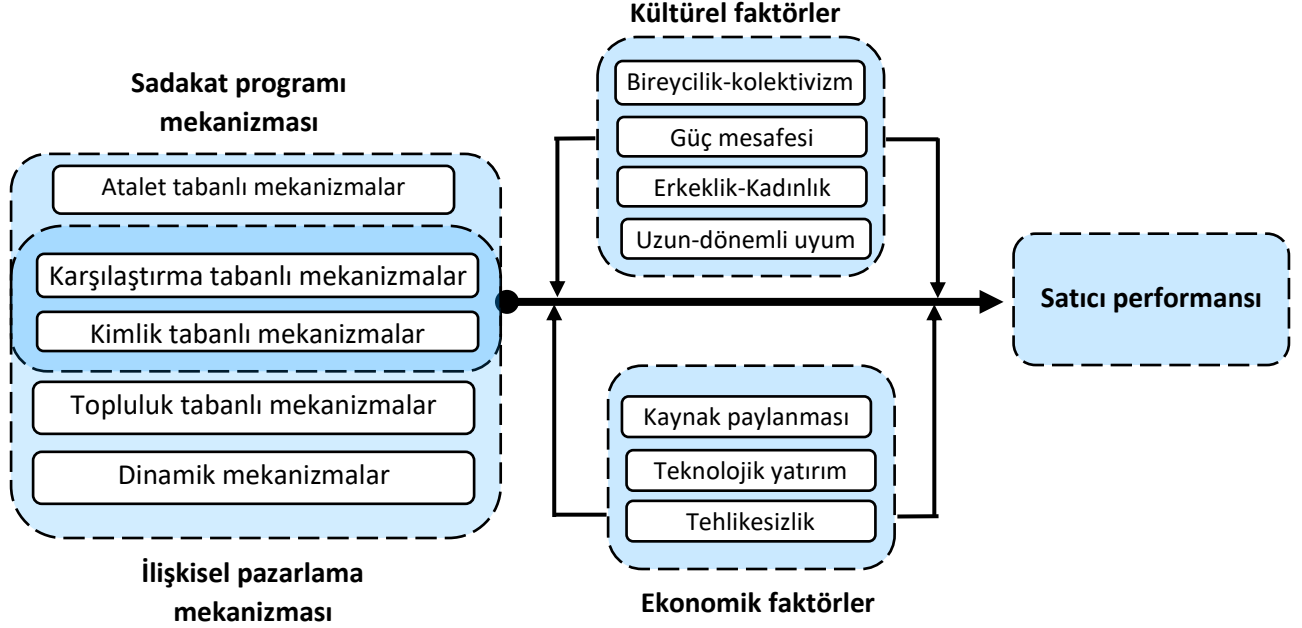 Sadakat programı
mekanizması
Atalet tabanlı mekanizmalar
Karşılaştırma tabanlı mekanizmalar
Kimlik tabanlı mekanizmalar
Topluluk tabanlı mekanizmalar
Dinamik mekanizmalar
İlişkisel pazarlama
mekanizması
Kültürel faktörler
Bireycilik-kolektivizm
Güç mesafesi
Erkeklik-Kadınlık
Uzun-dönemli uyum
Kaynak paylanması
Teknolojik yatırım
Tehlikesizlik
Ekonomik faktörler
Satıcı performansı